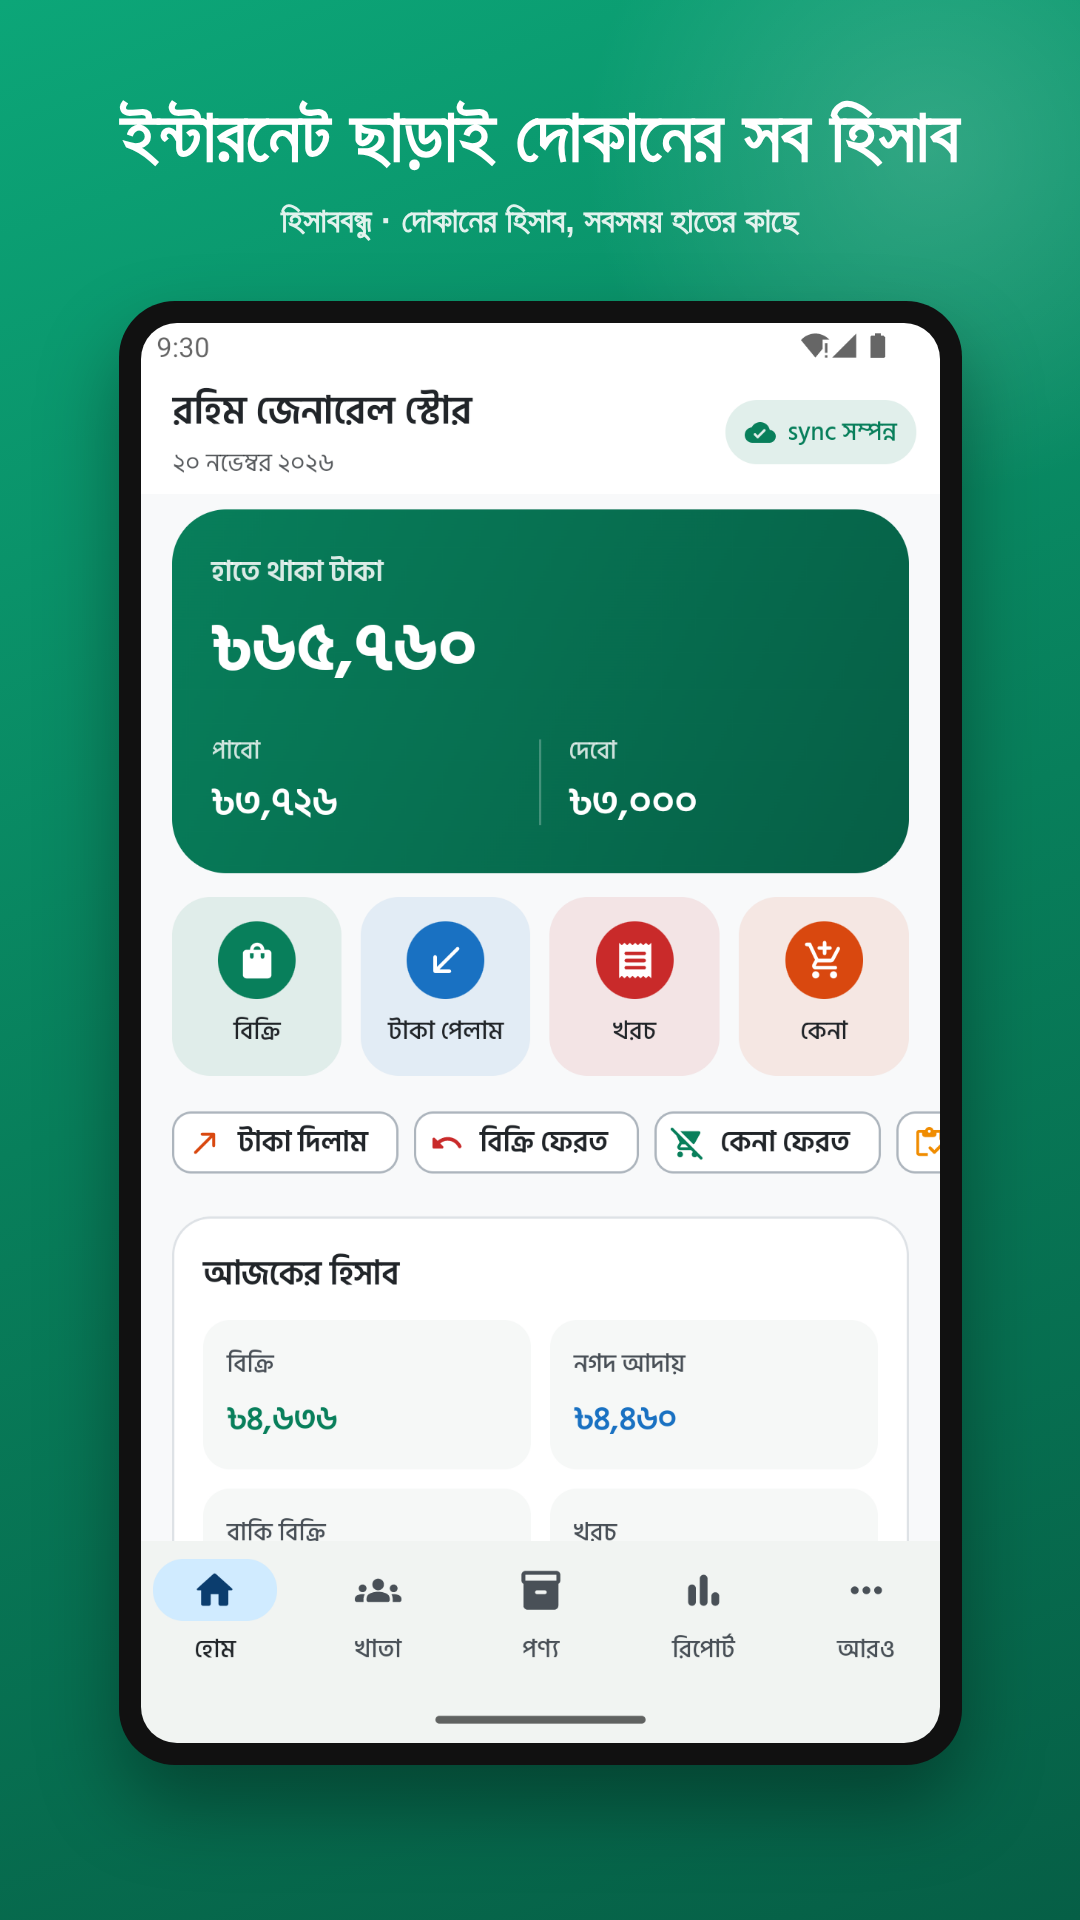 ইন্টারনেট ছাড়াই দোকানের সব হিসাব
হিসাববন্ধু · দোকানের হিসাব, সবসময় হাতের কাছে
9:30
রহিম জেনারেল স্টোর
২০ নভেম্বর ২০২৬
sync সম্পন্ন
হাতে থাকা টাকা
৳৬৫,৭৬০
পাবো
দেবো
৳৩,৭২৬
৳৩,০০০
বিক্রি
টাকা পেলাম
খরচ
কেনা
টাকা দিলাম
বিক্রি ফেরত
কেনা ফেরত
আজকের হিসাব
বিক্রি
নগদ আদায়
৳৪,৬৩৬
৳৪,৪৬০
বাকি বিক্রি
খরচ
হোম
খাতা
পণ্য
রিপোর্ট
আরও